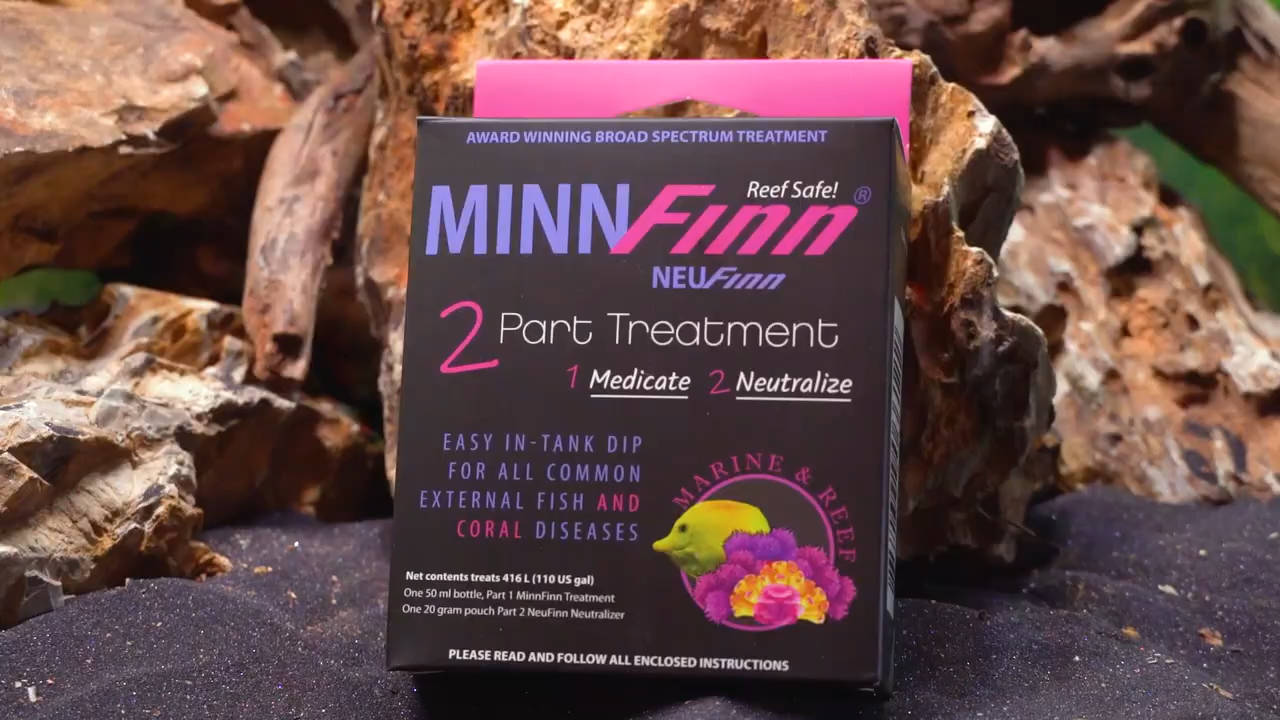 AWARD WINNING BROAD SPECTRUM TREATMENT
Reef Safe!
MINNFinn®
NEUFinn
2 Part Treatment
1 Medicate 2 Neutralize
EASY IN-TANK DIP
FOR ALL COMMON
EXTERNAL FISH AND
CORAL DISEASES
MARINE & REEF
Net contents treats 416 L (110 US gal)
One 50 ml bottle, Part 1 MinnFinn Treatment
One 20 gram pouch Part 2 NeuFinn Neutralizer
PLEASE READ AND FOLLOW ALL ENCLOSED INSTRUCTIONS